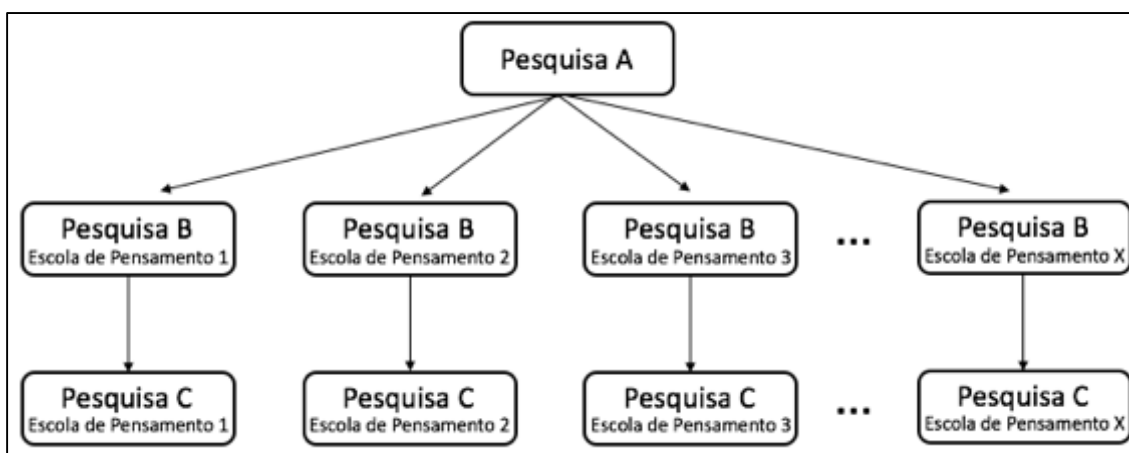 Pesquisa A
Pesquisa B
Escola de Pensamento 1
Pesquisa B
Escola de Pensamento 2
Pesquisa B
Escola de Pensamento 3
...
Pesquisa B
Escola de Pensamento X
Pesquisa C
Escola de Pensamento 1
Pesquisa C
Escola de Pensamento 2
Pesquisa C
Escola de Pensamento 3
...
Pesquisa C
Escola de Pensamento X